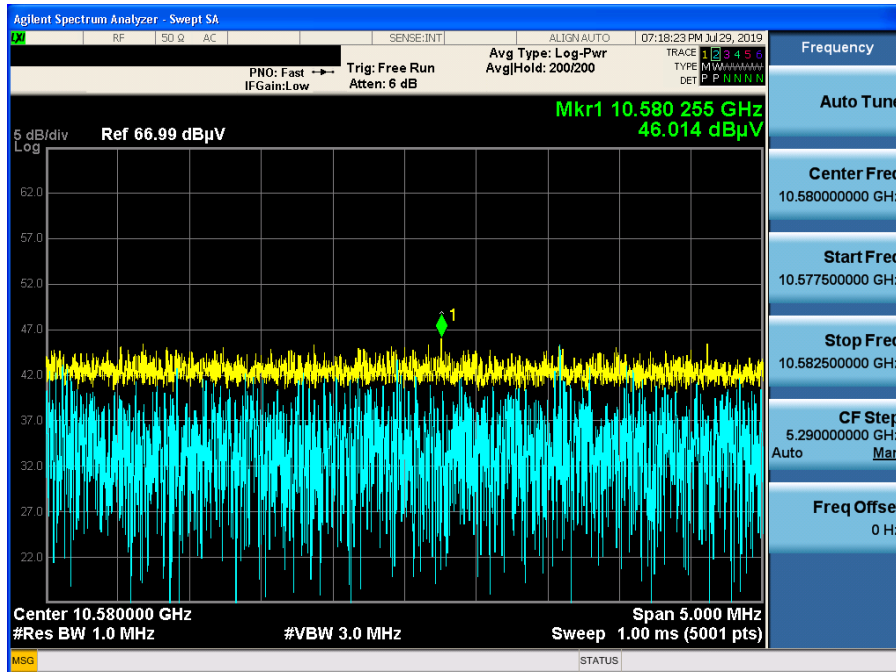 Agilent Spectrum Analyzer - Swept SA
LXI RF 50 Ω AC SENSE:INT ALIGN AUTO 07:18:23 PM Jul 29, 2019
Avg Type: Log-Pwr
Avg|Hold: 200/200
PNO: Fast
IFGain:Low
Trig: Free Run
Atten: 6 dB
TRACE 1 2 3 4 5 6
TYPE M W W W W W
DET P P N N N N
Mkr1 10.580 255 GHz
46.014 dBµV
5 dB/div
Log
Ref 66.99 dBµV
1
62.0
57.0
52.0
47.0
42.0
37.0
32.0
27.0
22.0
Center 10.580000 GHz
Span 5.000 MHz
#Res BW 1.0 MHz
#VBW 3.0 MHz
Sweep 1.00 ms (5001 pts)
MSG
STATUS
Frequency
Auto Tune
Center Freq
10.580000000 GHz
Start Freq
10.577500000 GHz
Stop Freq
10.582500000 GHz
CF Step
5.290000000 GHz
Auto Man
Freq Offset
0 Hz